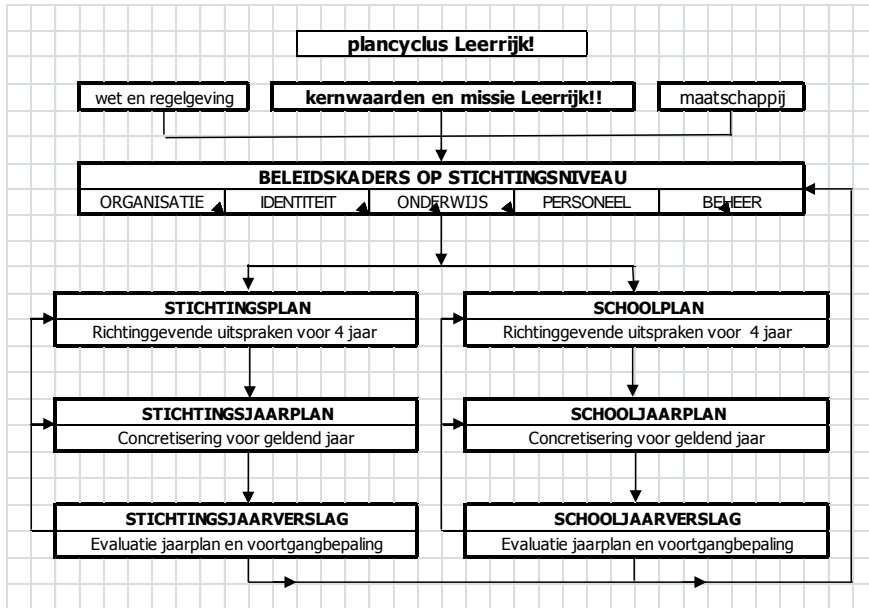 plancyclus Leerrijk!
wet en regelgeving
kernwaarden en missie Leerrijk!!
maatschappij
BELEIDSKADERS OP STICHTINGSNIVEAU
ORGANISATIE
IDENTITEIT
ONDERWIJS
PERSONEEL
BEHEER
STICHTINGSPLAN
Richtinggevende uitspraken voor 4 jaar
SCHOOLPLAN
Richtinggevende uitspraken voor 4 jaar
STICHTINGSJAARPLAN
Concretisering voor geldend jaar
SCHOOLJAARPLAN
Concretisering voor geldend jaar
STICHTINGSJAARVERSLAG
Evaluatie jaarplan en voortgangbepaling
SCHOOLJAARVERSLAG
Evaluatie jaarplan en voortgangbepaling